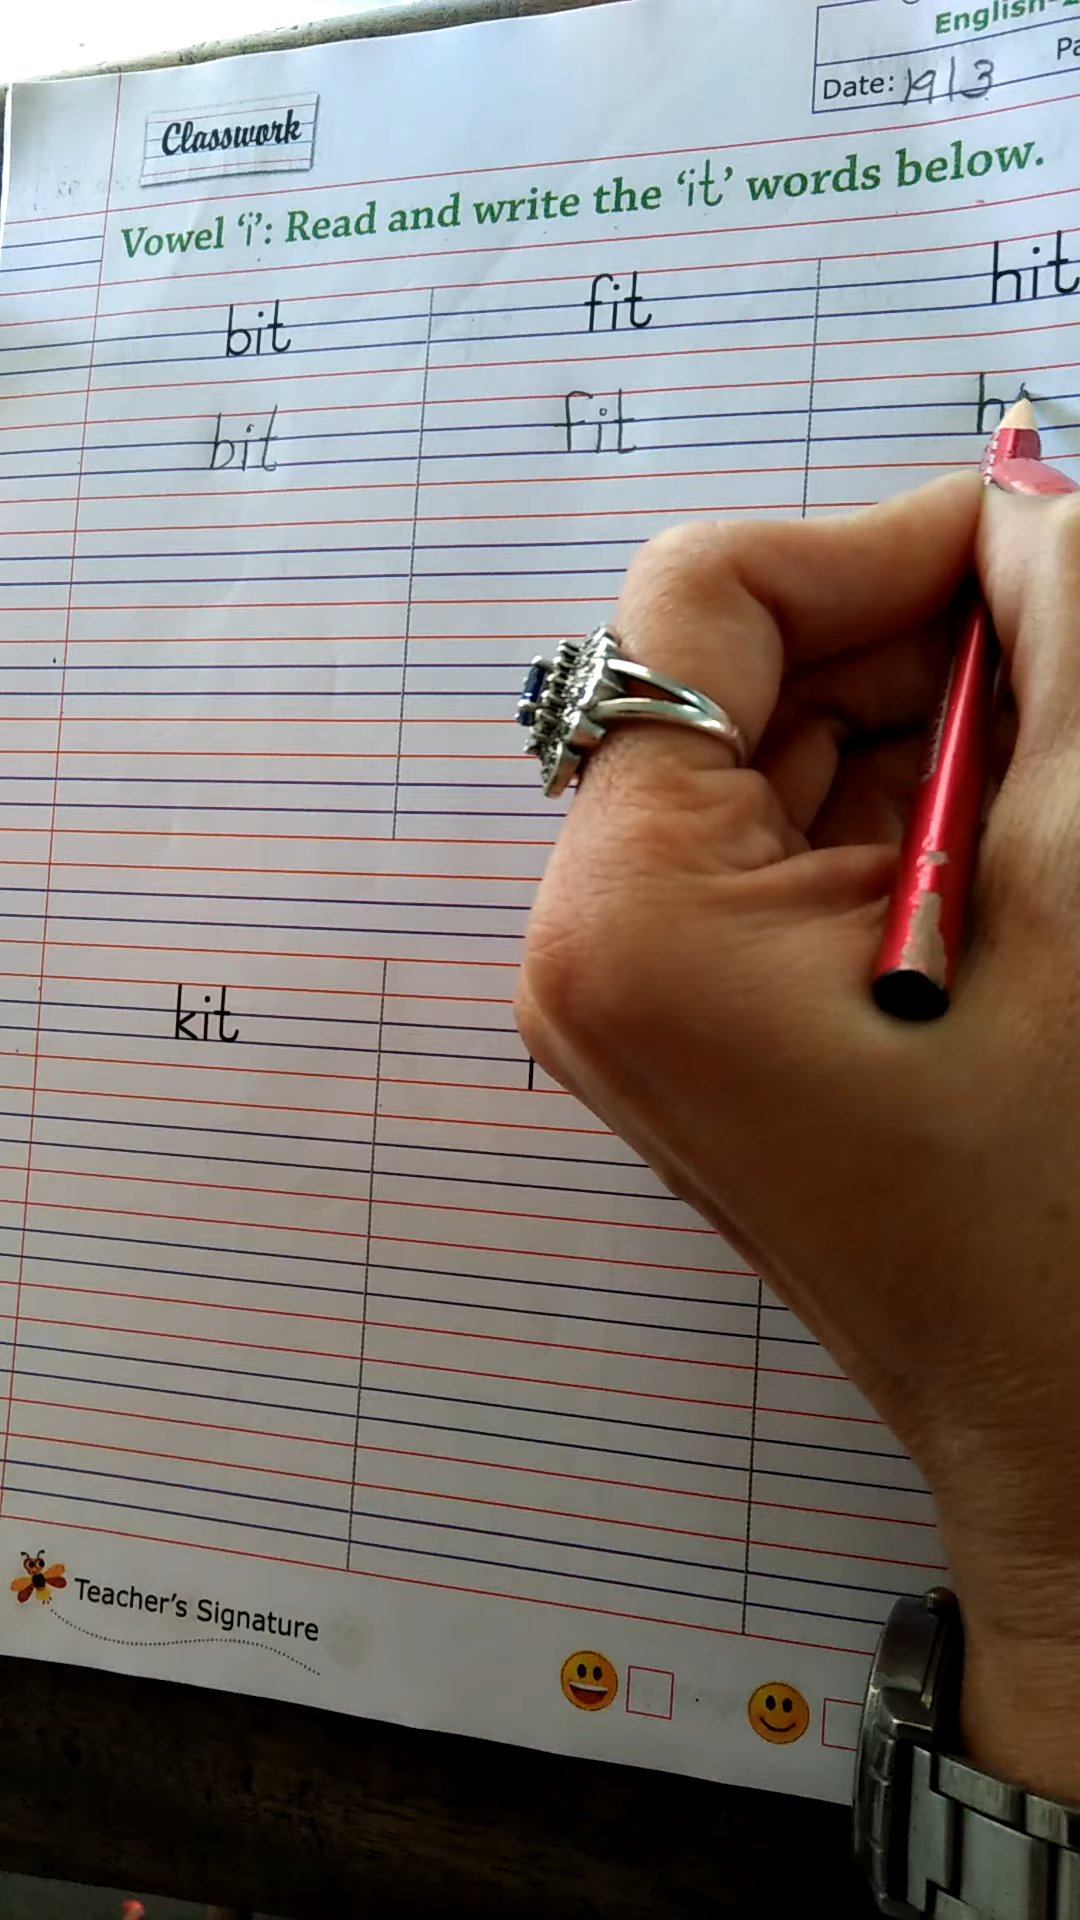 English-
Date: 19/3
Classwork
Vowel 'i': Read and write the 'it' words below.
bit fit hit
bit fit
kit
Teacher's Signature